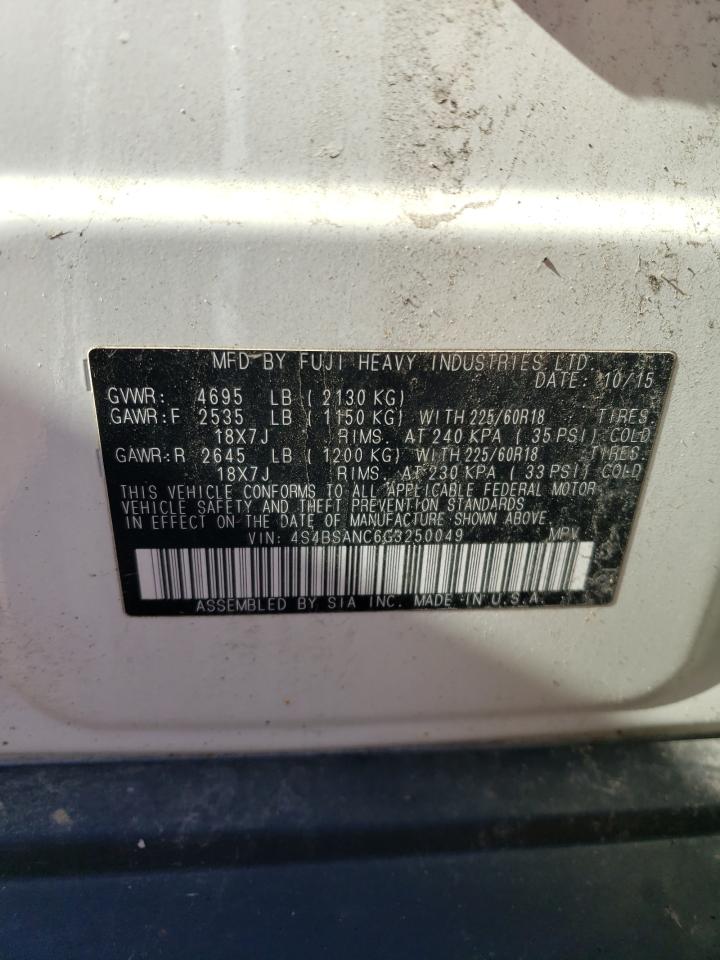 MFD BY FUJI HEAVY INDUSTRIES LTD.
DATE: 10/15
GVWR: 4695 LB ( 2130 KG)
GAWR:F 2535 LB ( 1150 KG) WITH 225/60R18 TIRES
18X7J RIMS. AT 240 KPA ( 35 PSI) COLD
GAWR:R 2645 LB ( 1200 KG) WITH 225/60R18 TIRES.
18X7J RIMS. AT 230 KPA ( 33 PSI) COLD
THIS VEHICLE CONFORMS TO ALL APPLICABLE FEDERAL MOTOR
VEHICLE SAFETY AND THEFT PREVENTION STANDARDS
IN EFFECT ON THE DATE OF MANUFACTURE SHOWN ABOVE.
VIN: 4S4BSANC6G3250049 MPV
ASSEMBLED BY SIA INC. MADE IN U.S.A.